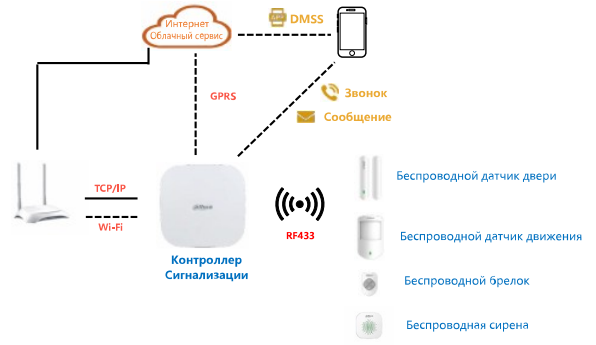 Интернет
Облачный сервис
DMSS
GPRS
Звонок
Сообщение
TCP/IP
Wi-Fi
alhua
RF433
Контроллер
Сигнализации
Беспроводной датчик двери
Беспроводной датчик движения
Беспроводной брелок
Беспроводная сирена